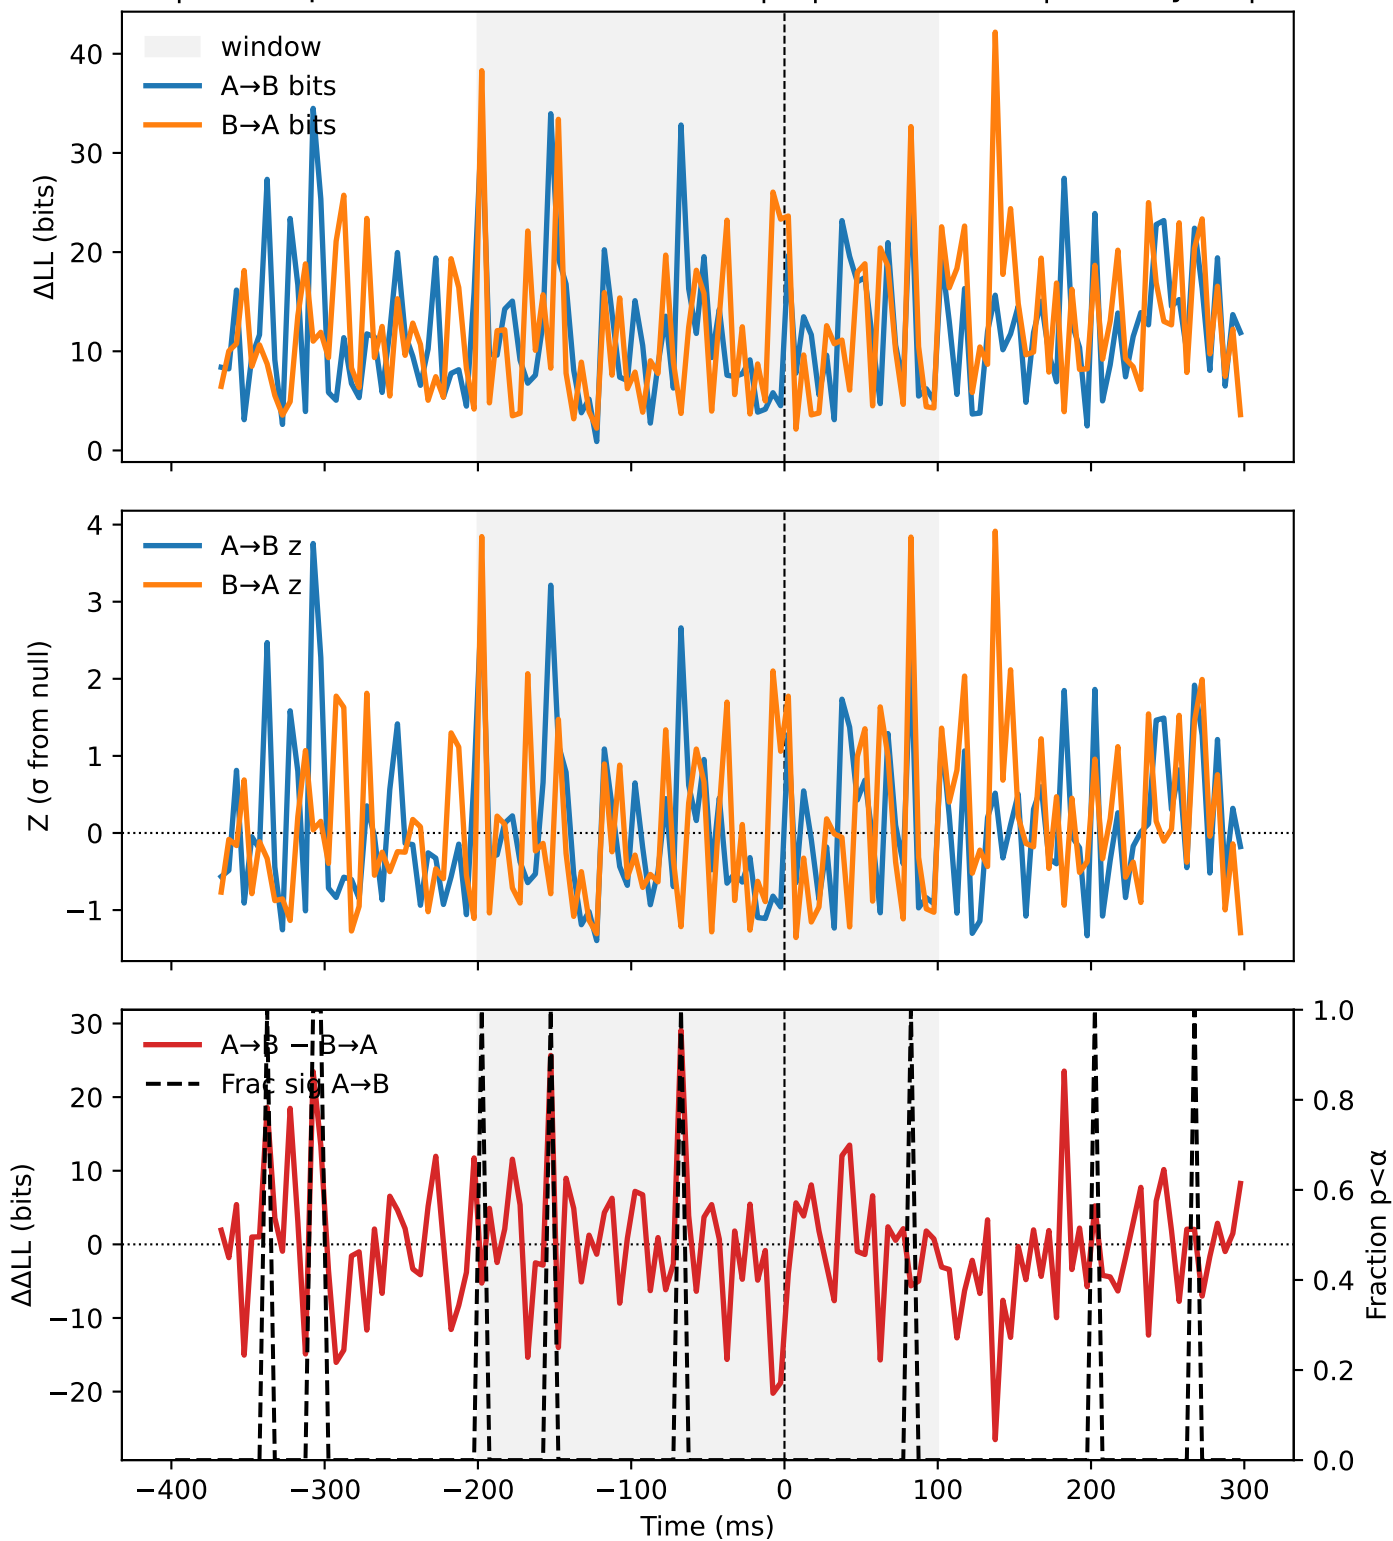 window
A→B bits
B→A bits
ΔLL (bits)
40
30
20
10
0
A→B z
B→A z
Z (σ from null)
4
3
2
1
0
−1
A→B − B→A
Frac sig A→B
ΔΔLL (bits)
30
20
10
0
−10
−20
1.0
0.8
0.6
0.4
0.2
0.0
Fraction p<α
−400 −300 −200 −100 0 100 200 300
Time (ms)